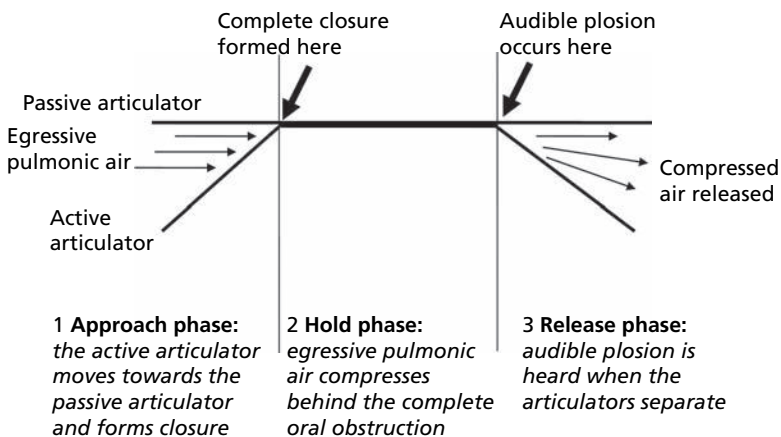 Complete closure
formed here
Audible plosion
occurs here
Passive articulator
Egressive
pulmonic air
Compressed
air released
Active
articulator
1 Approach phase:
the active articulator
moves towards the
passive articulator
and forms closure
2 Hold phase:
egressive pulmonic
air compresses
behind the complete
oral obstruction
3 Release phase:
audible plosion is
heard when the
articulators separate